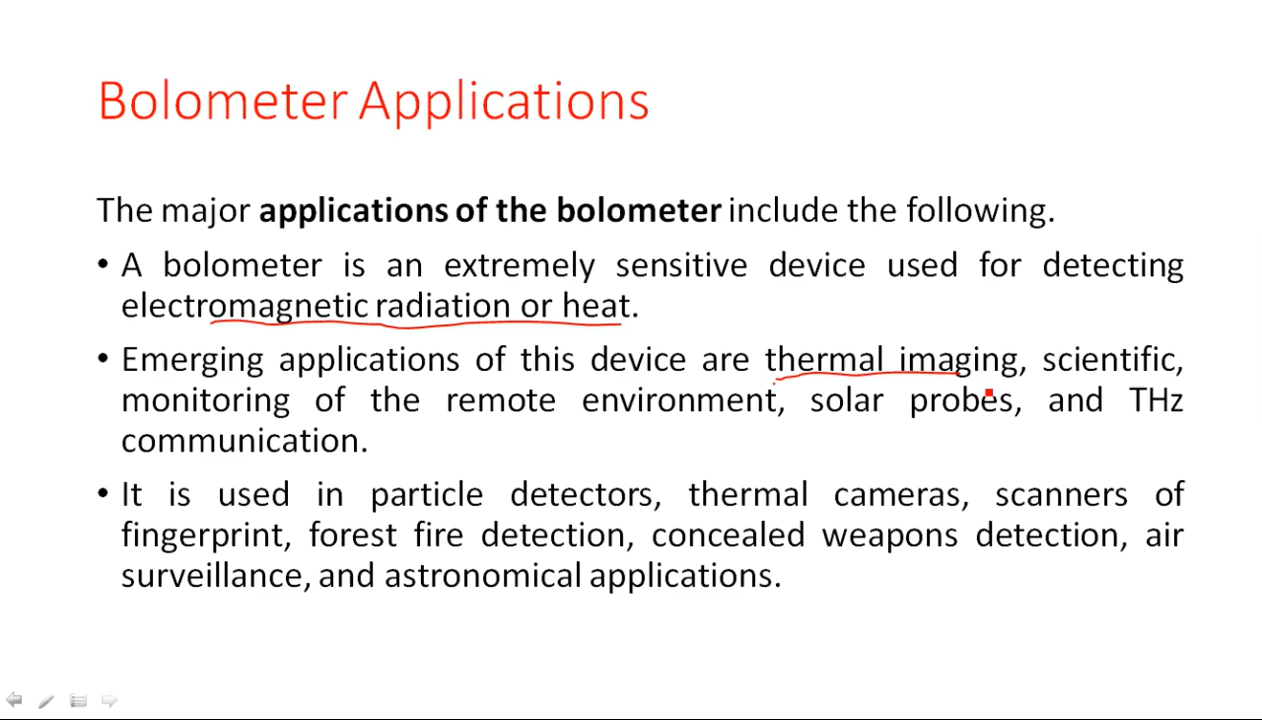 Bolometer Applications
The major applications of the bolometer include the following.
• A bolometer is an extremely sensitive device used for detecting
electromagnetic radiation or heat.
• Emerging applications of this device are thermal imaging, scientific,
monitoring of the remote environment, solar probes, and THz
communication.
• It is used in particle detectors, thermal cameras, scanners of
fingerprint, forest fire detection, concealed weapons detection, air
surveillance, and astronomical applications.